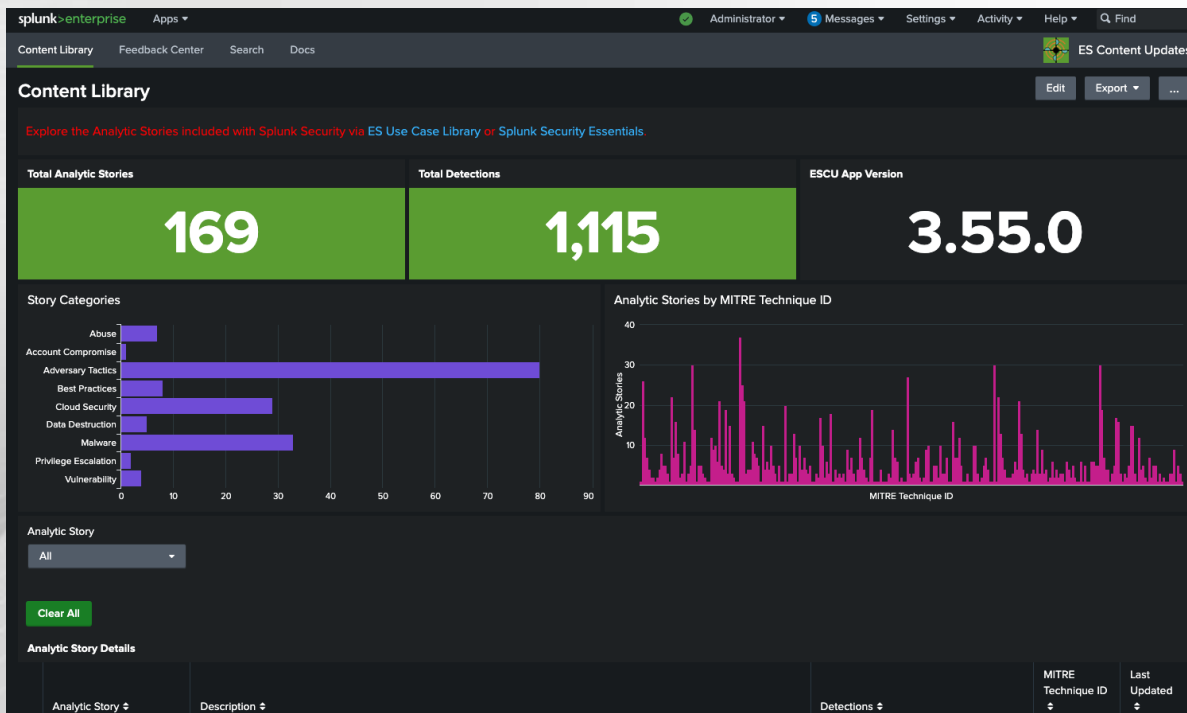 splunk>enterprise Apps Administrator 5 Messages Settings Activity Help Find
Content Library Feedback Center Search Docs ES Content Updates
Content Library Edit Export ...
Explore the Analytic Stories included with Splunk Security via ES Use Case Library or Splunk Security Essentials.
Total Analytic Stories Total Detections ESCU App Version
169 1,115 3.55.0
Story Categories
Abuse
Account Compromise
Adversary Tactics
Best Practices
Cloud Security
Data Destruction
Malware
Privilege Escalation
Vulnerability
0 10 20 30 40 50 60 70 80 90
Analytic Stories by MITRE Technique ID
40
30
20
10
Analytic Stories
MITRE Technique ID
Analytic Story
All
Clear All
Analytic Story Details
Analytic Story Description Detections
MITRE
Technique ID
Last
Updated